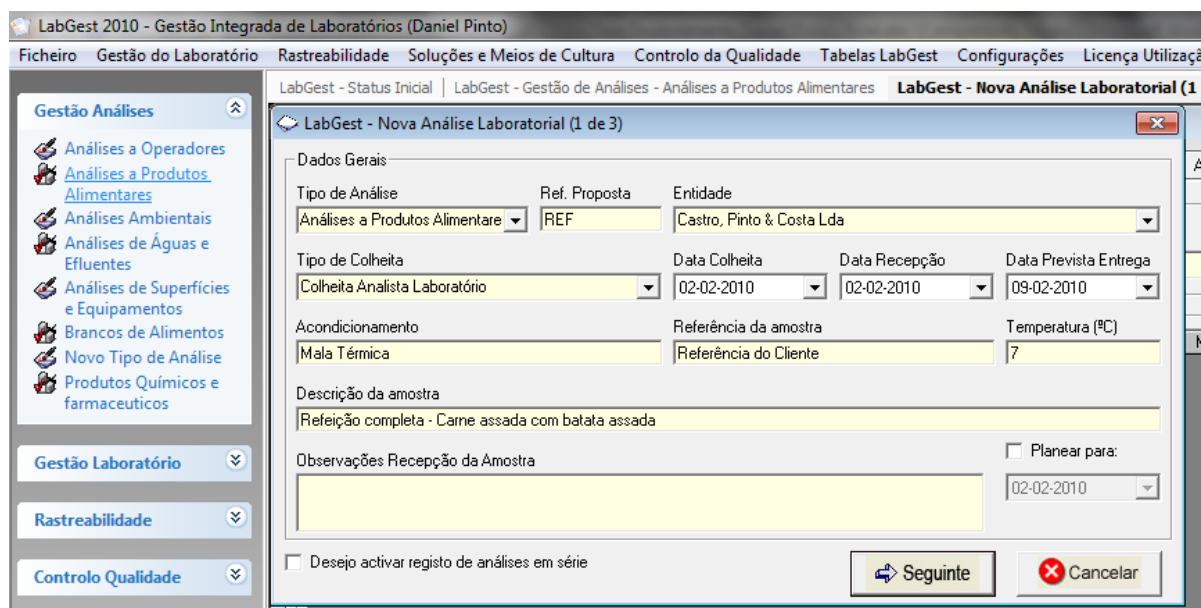 LabGest 2010 - Gestão Integrada de Laboratórios (Daniel Pinto)
Ficheiro Gestão do Laboratório Rastreabilidade Soluções e Meios de Cultura Controlo da Qualidade Tabelas LabGest Configurações Licença Utilizaçã
LabGest - Status Inicial | LabGest - Gestão de Análises - Análises a Produtos Alimentares LabGest - Nova Análise Laboratorial (1
Gestão Análises
Análises a Operadores
Análises a Produtos
Alimentares
Análises Ambientais
Análises de Águas e
Efluentes
Análises de Superfícies
e Equipamentos
Brancos de Alimentos
Novo Tipo de Análise
Produtos Químicos e
farmaceuticos
Gestão Laboratório
Rastreabilidade
Controlo Qualidade
LabGest - Nova Análise Laboratorial (1 de 3)
Dados Gerais
Tipo de Análise Ref. Proposta Entidade
Análises a Produtos Alimentare REF Castro, Pinto & Costa Lda
Tipo de Colheita Data Colheita Data Recepção Data Prevista Entrega
Colheita Analista Laboratório 02-02-2010 02-02-2010 09-02-2010
Acondicionamento Referência da amostra Temperatura (ºC)
Mala Térmica Referência do Cliente 7
Descrição da amostra
Refeição completa - Carne assada com batata assada
Observações Recepção da Amostra Planear para:
02-02-2010
Desejo activar registo de análises em série
Seguinte Cancelar